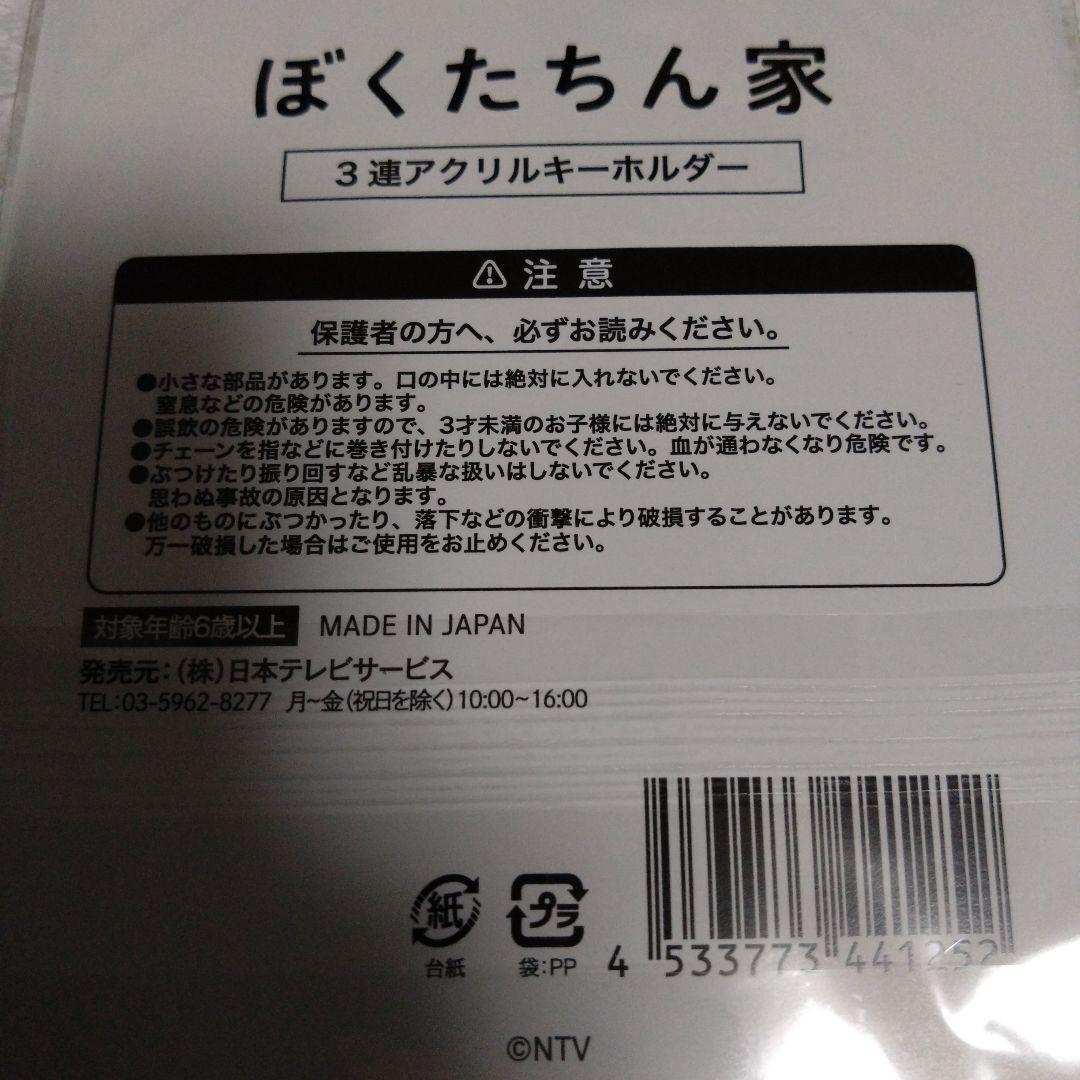 ぼくたちん家
3連アクリルキーホルダー
⚠注意
保護者の方へ、必ずお読みください。
●小さな部品があります。口の中には絶対に入れないでください。
窒息などの危険があります。
●誤飲の危険がありますので、3才未満のお子様には絶対に与えないでください。
●チェーンを指などに巻き付けたりしないでください。血が通わなくなり危険です。
●ぶつけたり振り回すなど乱暴な扱いはしないでください。
思わぬ事故の原因となります。
●他のものにぶつかったり、落下などの衝撃により破損することがあります。
万一破損した場合はご使用をお止めください。
対象年齢6歳以上 MADE IN JAPAN
発売元:(株)日本テレビサービス
TEL:03-5962-8277 月~金(祝日を除く)10:00~16:00
紙 プラ
台紙 袋:PP
4 533773 441252
©NTV